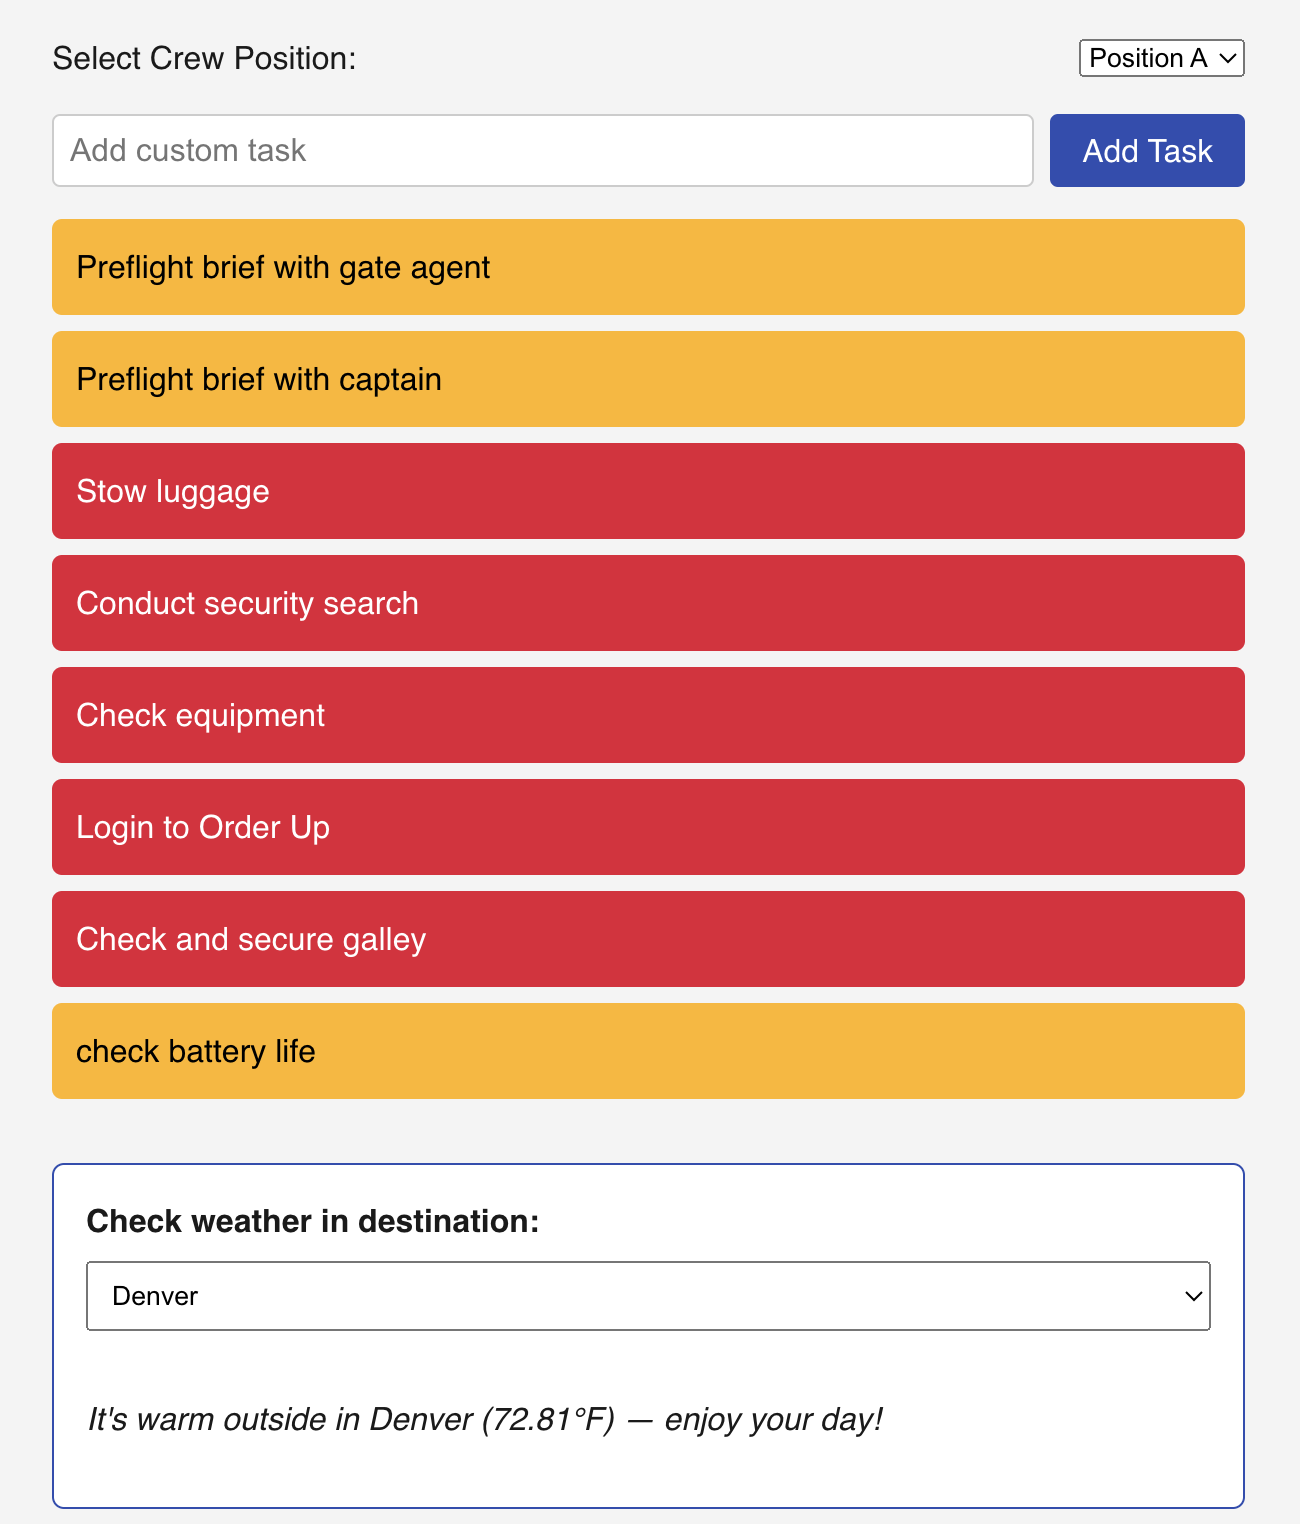 Select Crew Position:
Position A
Add custom task
Add Task
Preflight brief with gate agent
Preflight brief with captain
Stow luggage
Conduct security search
Check equipment
Login to Order Up
Check and secure galley
check battery life
Check weather in destination:
Denver
It's warm outside in Denver (72.81°F) — enjoy your day!